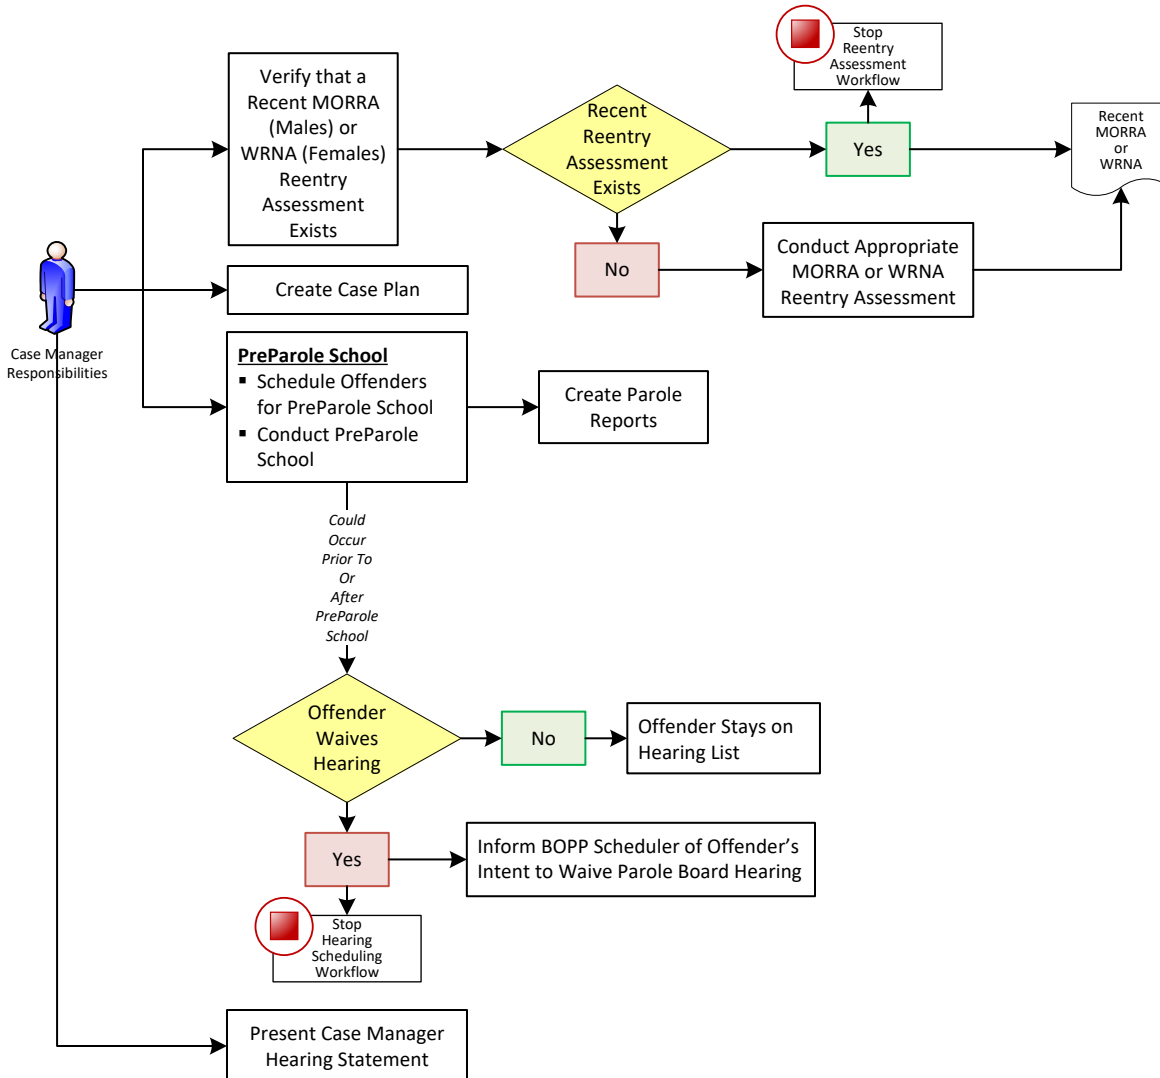 Stop
Reentry
Assessment
Workflow
Verify that a
Recent MORRA
(Males) or
WRNA (Females)
Reentry
Assessment
Exists
Recent
Reentry
Assessment
Exists
Yes
Recent
MORRA
or
WRNA
No
Conduct Appropriate
MORRA or WRNA
Reentry Assessment
Case Manager
Responsibilities
Create Case Plan
PreParole School
▪ Schedule Offenders
for PreParole School
▪ Conduct PreParole
School
Create Parole
Reports
Could
Occur
Prior To
Or
After
PreParole
School
Offender
Waives
Hearing
No
Offender Stays on
Hearing List
Yes
Inform BOPP Scheduler of Offender’s
Intent to Waive Parole Board Hearing
Stop
Hearing
Scheduling
Workflow
Present Case Manager
Hearing Statement